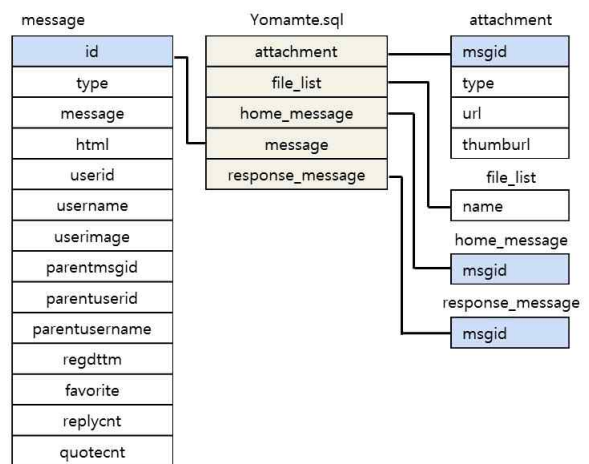 message
id
type
message
html
userid
username
userimage
parentmsgid
parentuserid
parentusername
regdttm
favorite
replycnt
quotecnt
Yomamte.sql
attachment
file_list
home_message
message
response_message
attachment
msgid
type
url
thumburl
file_list
name
home_message
msgid
response_message
msgid